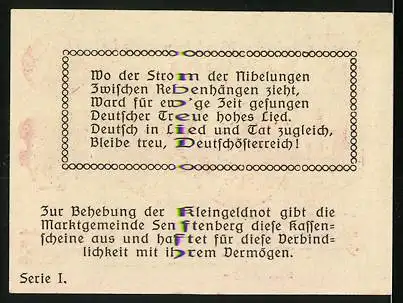 Wo der Strom der Nibelungen
Zwischen Rebenhängen zieht,
Ward für ew'ge Zeit gesungen
Deutscher Treue hohes Lied.
Deutsch in Lied und Tat zugleich,
Bleibe treu, Deutschösterreich!
Zur Behebung der Kleingeldnot gibt die
Marktgemeinde Senftenberg diese Kassen-
scheine aus und haftet für diese Verbind-
lichkeit mit ihrem Vermögen.
Serie I.